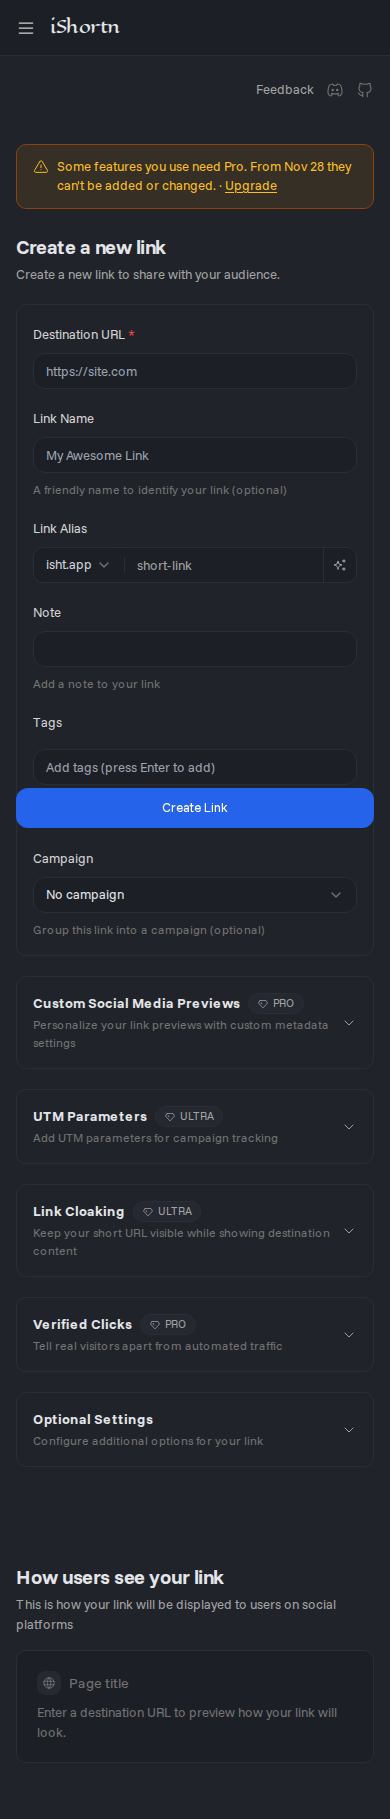 iShortn
Feedback
Some features you use need Pro. From Nov 28 they
can't be added or changed. · Upgrade
Create a new link
Create a new link to share with your audience.
Destination URL *
https://site.com
Link Name
My Awesome Link
A friendly name to identify your link (optional)
Link Alias
isht.app
short-link
Note
Add a note to your link
Tags
Add tags (press Enter to add)
Create Link
Campaign
No campaign
Group this link into a campaign (optional)
Custom Social Media Previews PRO
Personalize your link previews with custom metadata
settings
UTM Parameters ULTRA
Add UTM parameters for campaign tracking
Link Cloaking ULTRA
Keep your short URL visible while showing destination
content
Verified Clicks PRO
Tell real visitors apart from automated traffic
Optional Settings
Configure additional options for your link
How users see your link
This is how your link will be displayed to users on social
platforms
Page title
Enter a destination URL to preview how your link will
look.